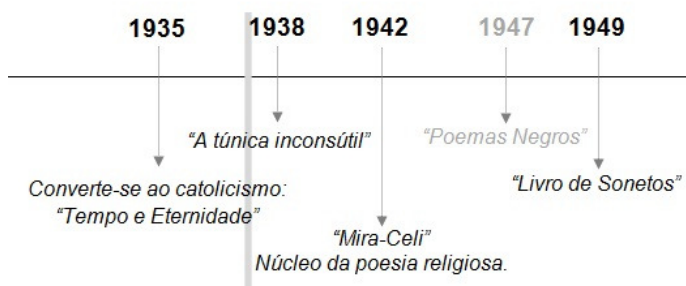 1935 1938 1942 1947 1949
"A túnica inconsútil" "Poemas Negros"
Converte-se ao catolicismo: "Livro de Sonetos"
"Tempo e Eternidade"
"Mira-Celi"
Núcleo da poesia religiosa.